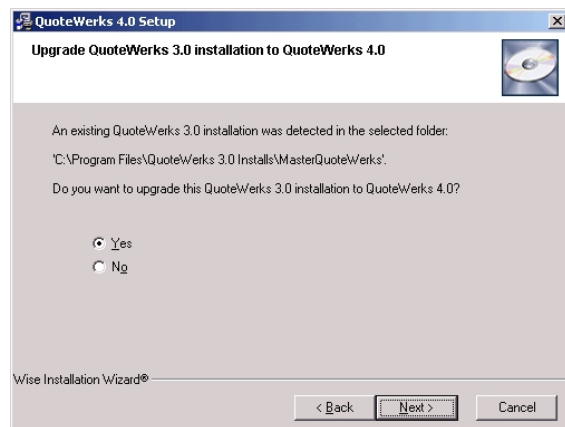 QuoteWerks 4.0 Setup
Upgrade QuoteWerks 3.0 installation to QuoteWerks 4.0
An existing QuoteWerks 3.0 installation was detected in the selected folder:
'C:\Program Files\QuoteWerks 3.0 Installs\MasterQuoteWerks'.
Do you want to upgrade this QuoteWerks 3.0 installation to QuoteWerks 4.0?
Yes
No
Wise Installation Wizard®
< Back Next > Cancel